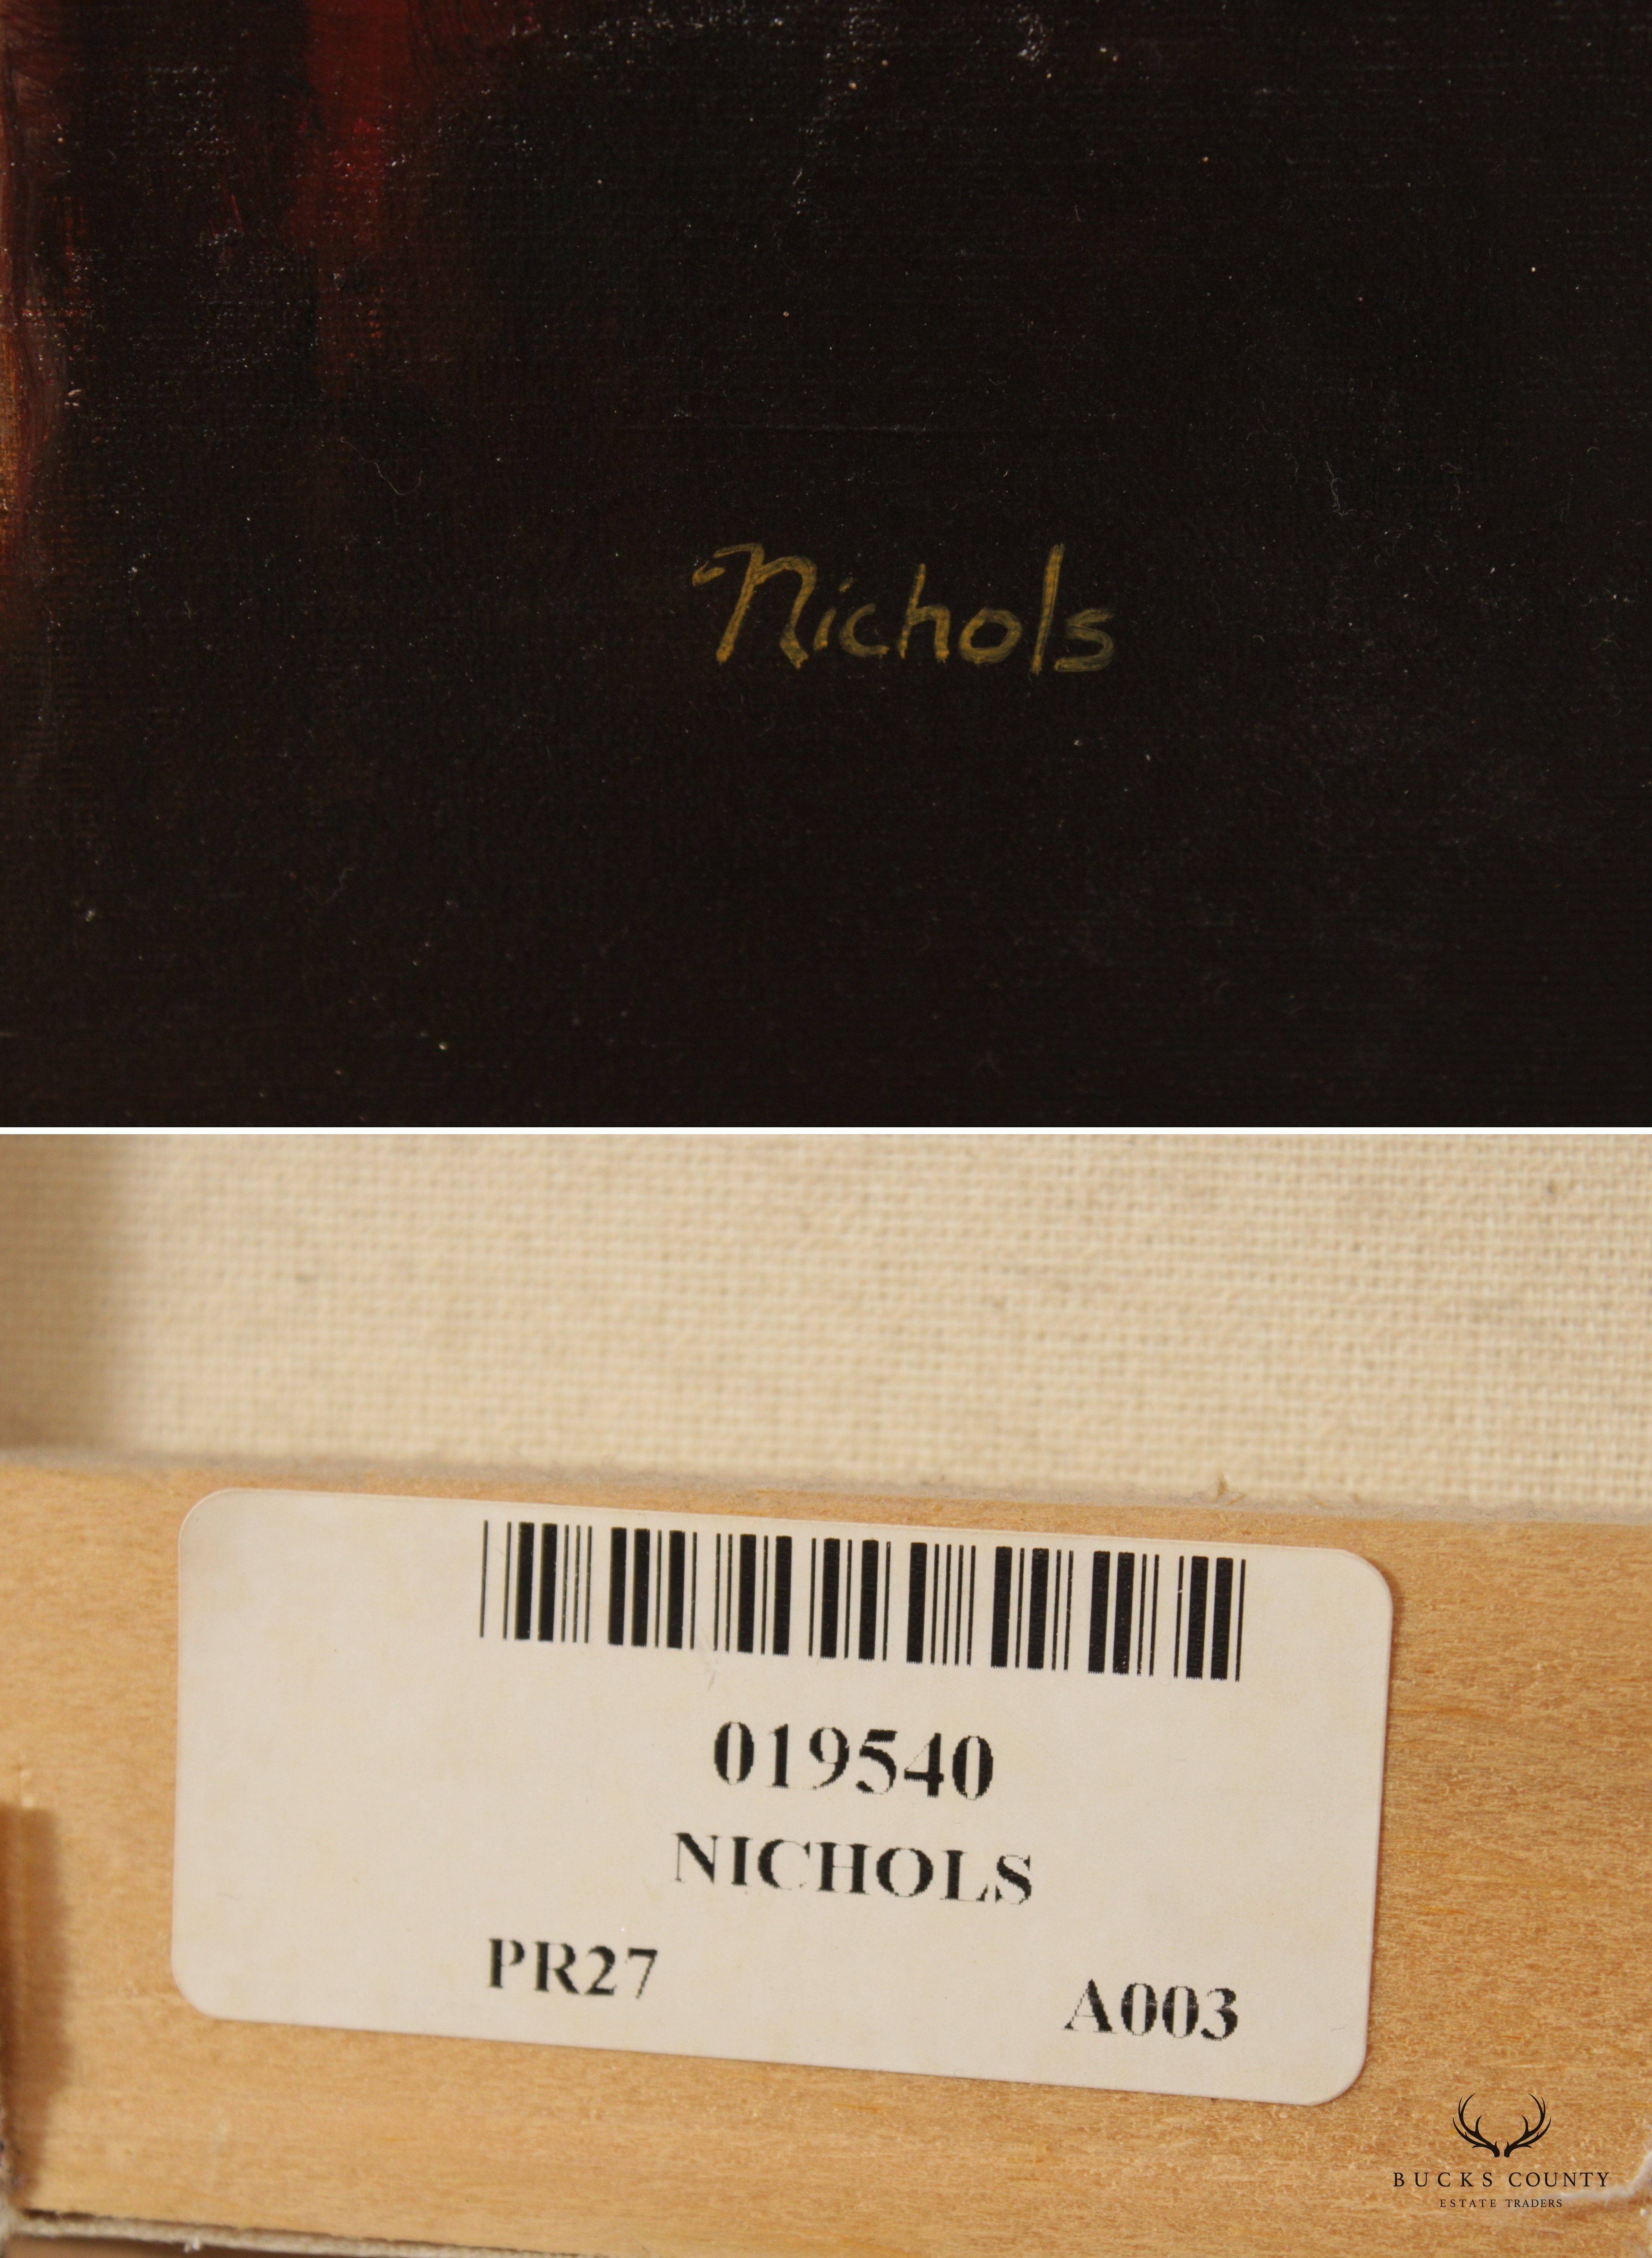 Nichols
019540
NICHOLS
PR27 A003
BUCKS COUNTY
ESTATE TRADERS